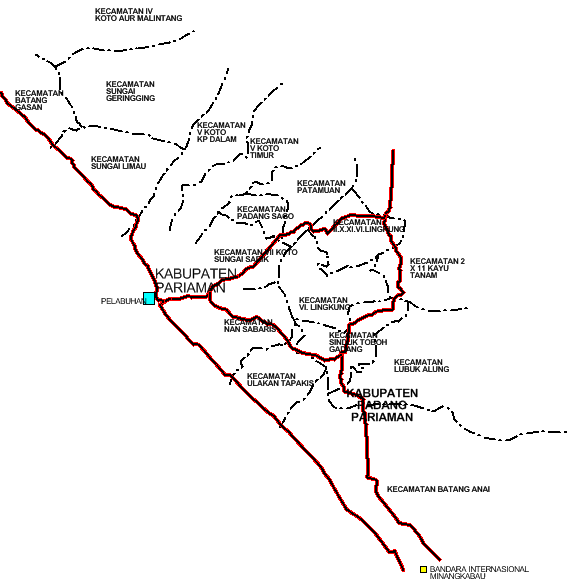 KECAMATAN IV
KOTO AUR MALINTANG
KECAMATAN
BATANG
GASAN
KECAMATAN
SUNGAI
GERINGGING
KECAMATAN
V KOTO
KP DALAM
KECAMATAN
V KOTO
TIMUR
KECAMATAN
SUNGAI LIMAU
KECAMATAN
PATAMUAN
KECAMATAN
PADANG SAGO
KECAMATAN
II.X.XI.VI.LINGKUNG
KECAMATAN VII KOTO
SUNGAI SARIK
KECAMATAN 2
X 11 KAYU
TANAM
KABUPATEN
PARIAMAN
PELABUHAN
KECAMATAN
VI. LINGKUNG
KECAMATAN
NAN SABARIS
KECAMATAN
SINDUK TOBOH
GADANG
KECAMATAN
LUBUK ALUNG
KECAMATAN
ULAKAN TAPAKIS
KABUPATEN
PADANG
PARIAMAN
KECAMATAN BATANG ANAI
BANDARA INTERNASIONAL
MINANGKABAU